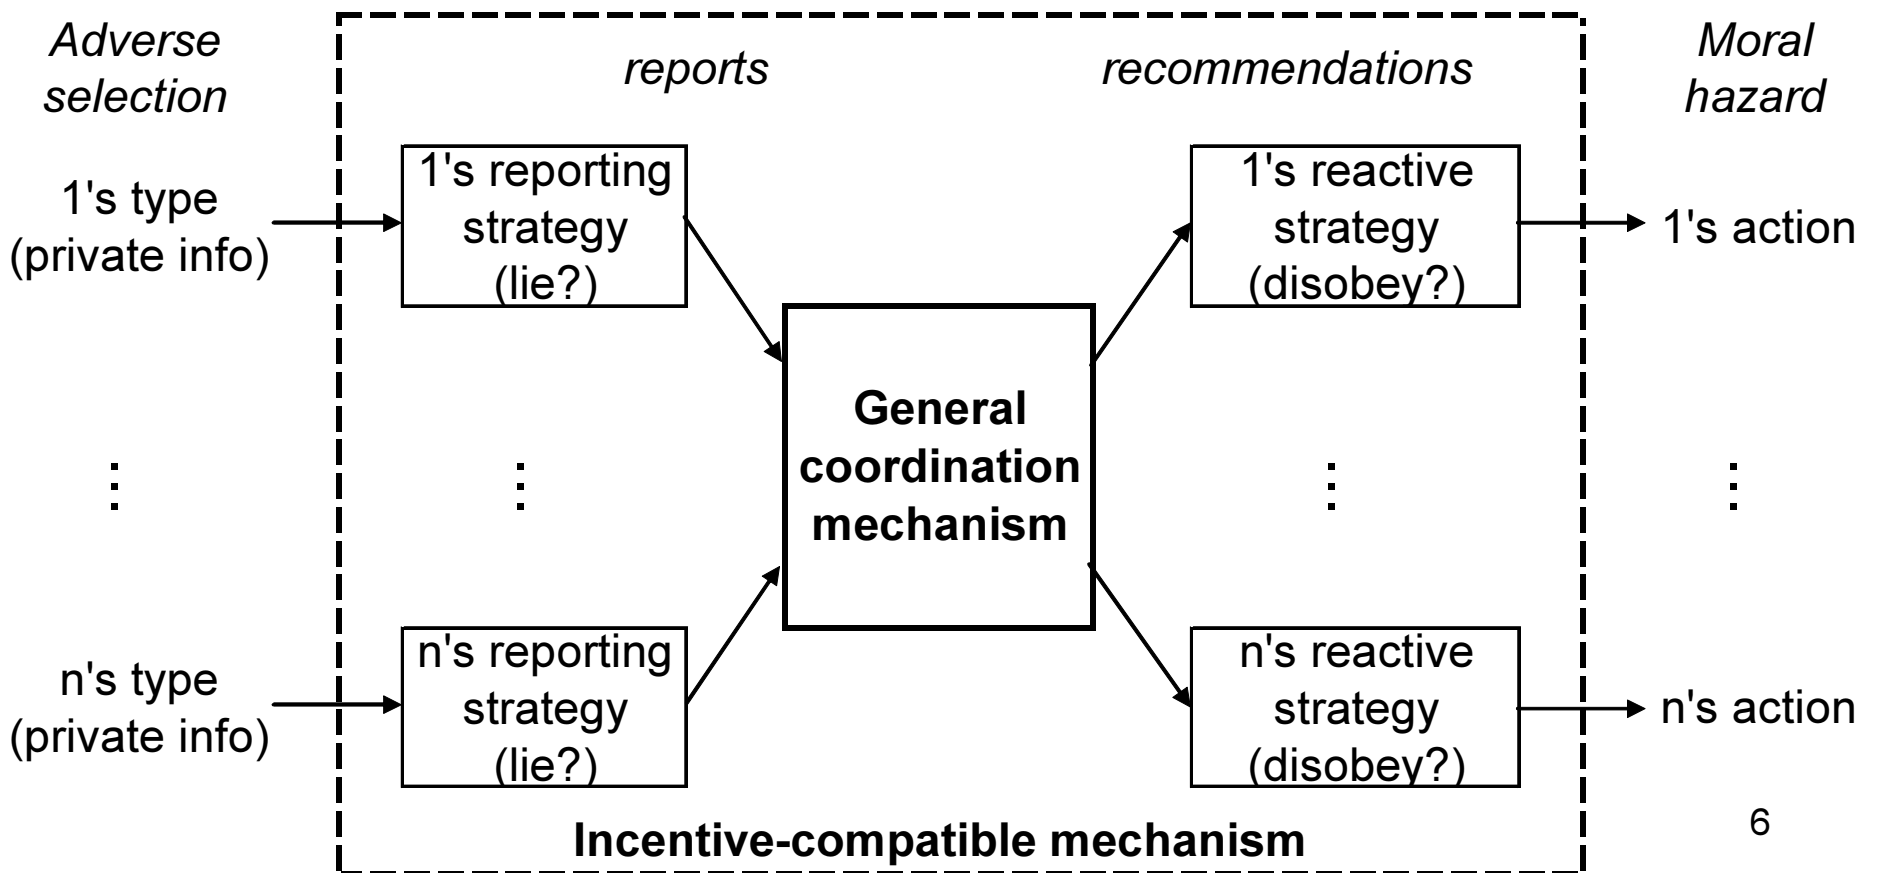 Adverse
selection
reports
recommendations
Moral
hazard
1's type
(private info)
1's reporting
strategy
(lie?)
1's reactive
strategy
(disobey?)
1's action
General
coordination
mechanism
n's type
(private info)
n's reporting
strategy
(lie?)
n's reactive
strategy
(disobey?)
n's action
Incentive-compatible mechanism
6